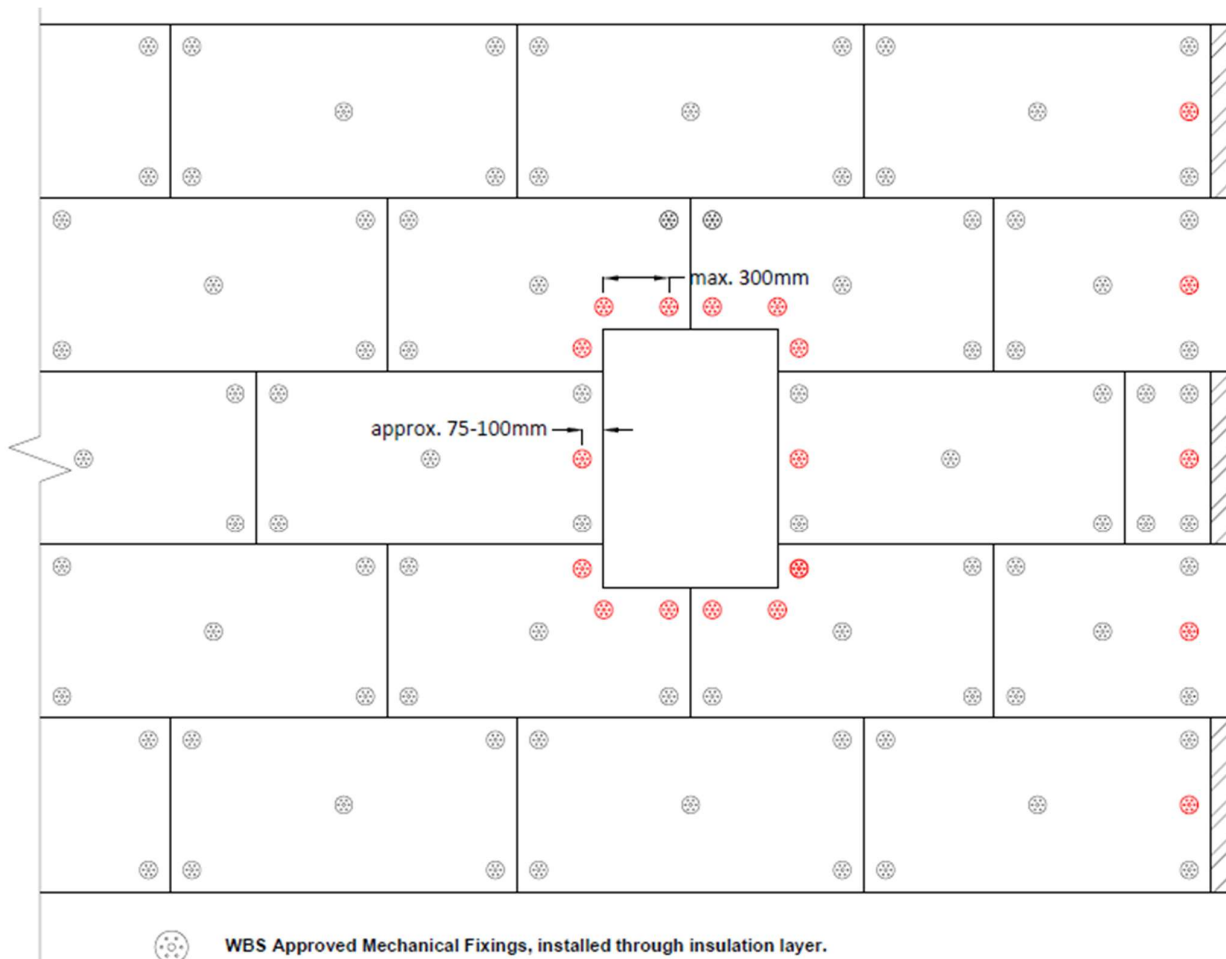 max. 300mm
approx. 75-100mm
WBS Approved Mechanical Fixings, installed through insulation layer.